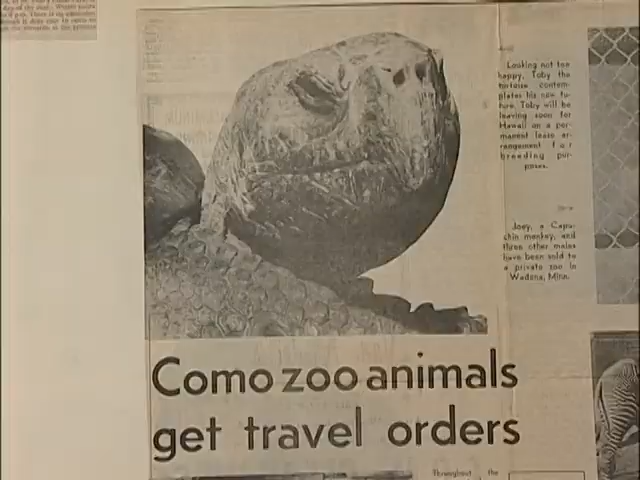 Looking not too
happy, Toby the
tortoise contem-
plates his new fu-
ture. Toby will be
leaving soon for
Hawaii on a per-
manent lease ar-
rangement for
breeding pur-
poses.
Joey, a Capu-
chin monkey, and
three other males
have been sold to
a private zoo in
Wadena, Minn.
Como zoo animals
get travel orders
Throughout the